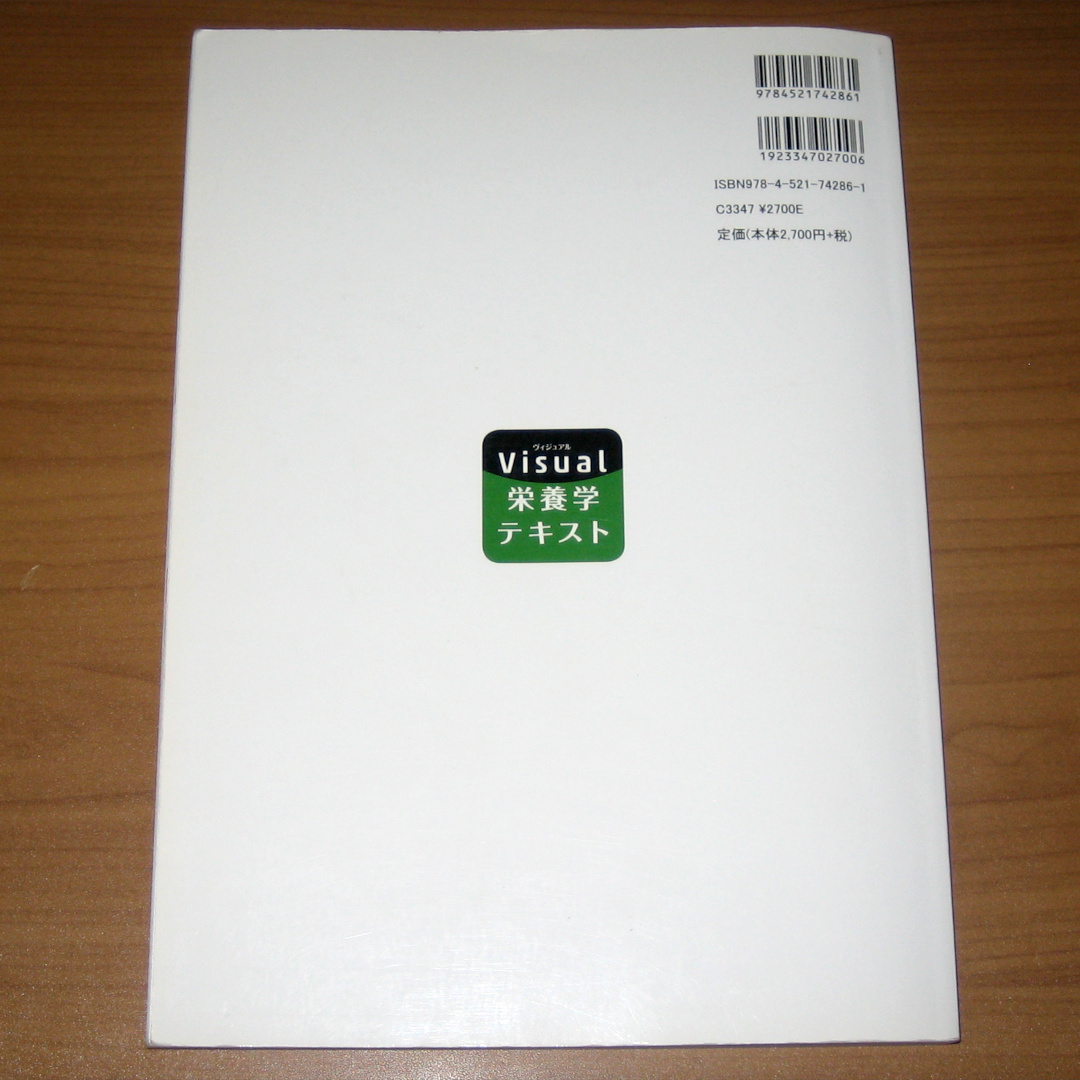 9784521742861
1923347027006
ISBN978-4-521-74286-1
C3347 ¥2700E
定価(本体2,700円+税)
ヴィジュアル
Visual
栄養学
テキスト